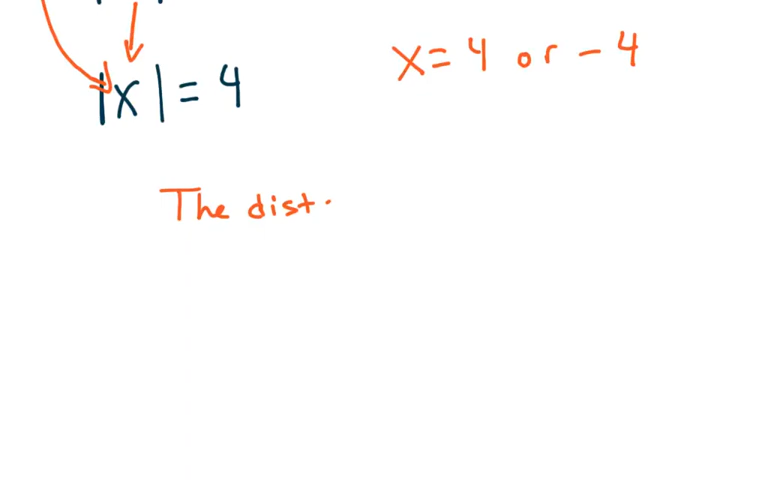 |x| = 4
x = 4 or - 4
The dist.